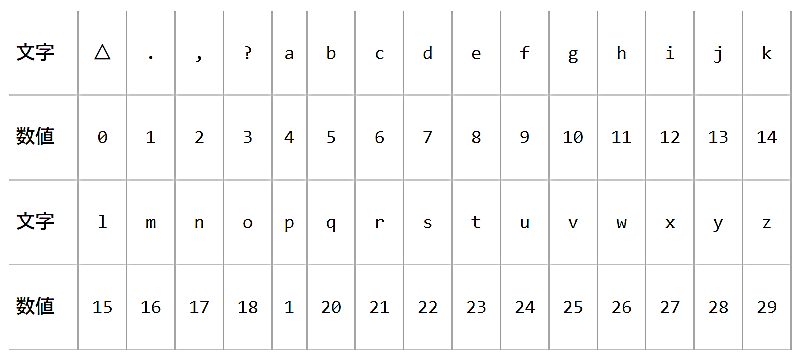 文字 △ . , ? a b c d e f g h i j k
数値 0 1 2 3 4 5 6 7 8 9 10 11 12 13 14
文字 l m n o p q r s t u v w x y z
数値 15 16 17 18 1 20 21 22 23 24 25 26 27 28 29